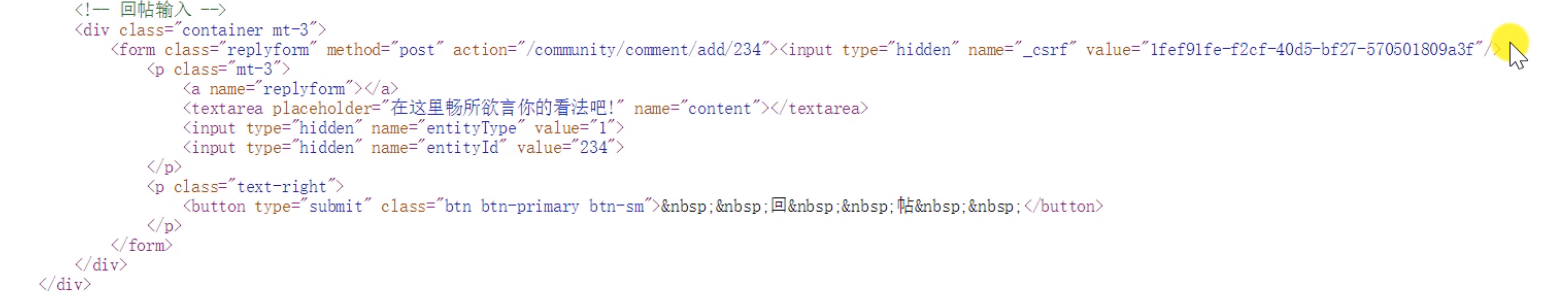 <!-- 回帖输入 -->
<div class="container mt-3">
<form class="replyform" method="post" action="/community/comment/add/234"><input type="hidden" name="_csrf" value="1fef91fe-f2cf-40d5-bf27-570501809a3f"/>
<p class="mt-3">
<a name="replyform"></a>
<textarea placeholder="在这里畅所欲言你的看法吧!" name="content"></textarea>
<input type="hidden" name="entityType" value="1">
<input type="hidden" name="entityId" value="234">
</p>
<p class="text-right">
<button type="submit" class="btn btn-primary btn-sm">&nbsp;&nbsp;回&nbsp;&nbsp;帖&nbsp;&nbsp;</button>
</p>
</form>
</div>
</div>